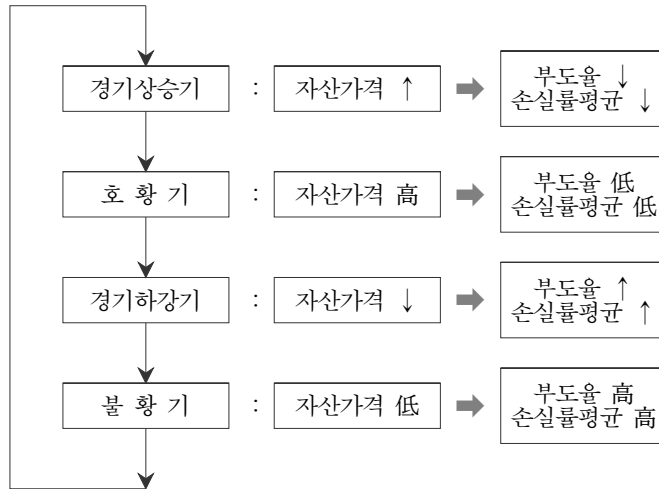 경기상승기 : 자산가격 ↑ 부도율 ↓
손실률평균 ↓
호 황 기 : 자산가격 高 부도율 低
손실률평균 低
경기하강기 : 자산가격 ↓ 부도율 ↑
손실률평균 ↑
불 황 기 : 자산가격 低 부도율 高
손실률평균 高